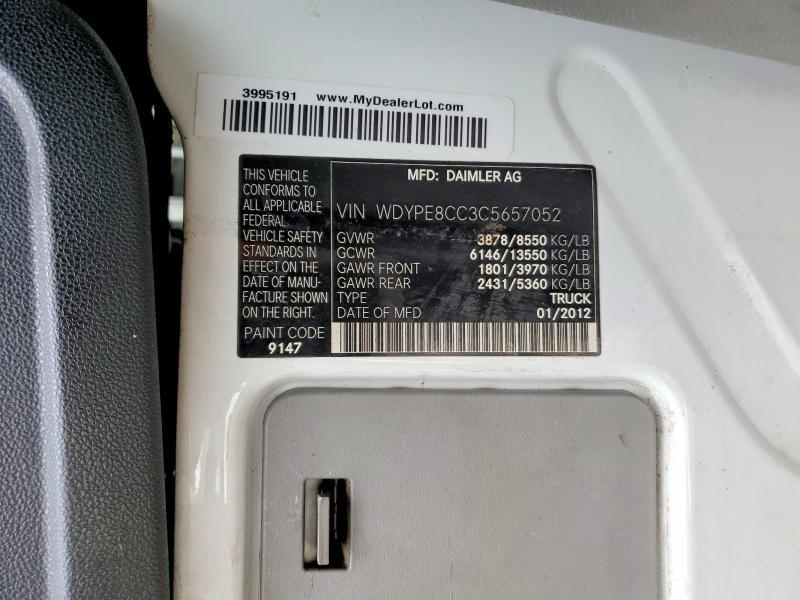 3995191 www.MyDealerLot.com
THIS VEHICLE
CONFORMS TO
ALL APPLICABLE
FEDERAL
VEHICLE SAFETY
STANDARDS IN
EFFECT ON THE
DATE OF MANU-
FACTURE SHOWN
ON THE RIGHT.
PAINT CODE
9147
MFD: DAIMLER AG
VIN WDYPE8CC3C5657052
GVWR 3878/8550 KG/LB
GCWR 6146/13550 KG/LB
GAWR FRONT 1801/3970 KG/LB
GAWR REAR 2431/5360 KG/LB
TYPE TRUCK
DATE OF MFD 01/2012